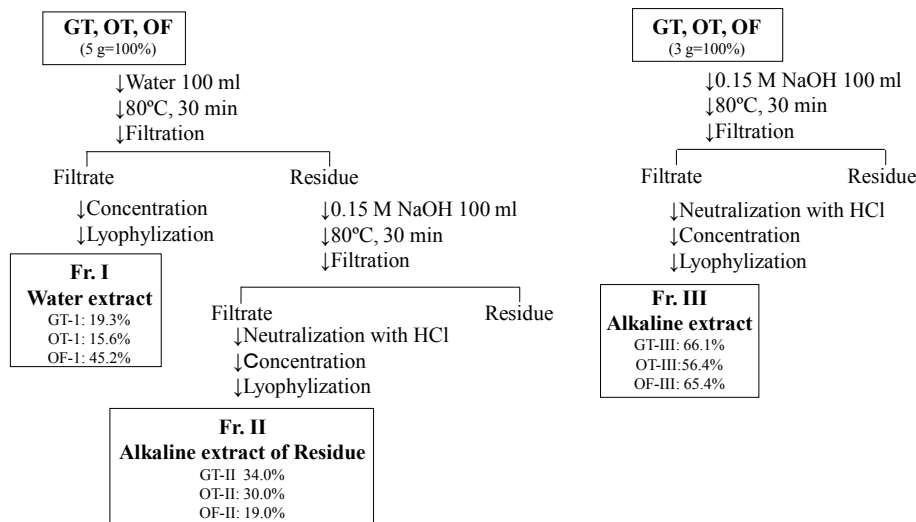 GT, OT, OF
(5 g=100%)
↓Water 100 ml
↓80ºC, 30 min
↓Filtration
Filtrate
Residue
↓Concentration
↓Lyophylization
Fr. I
Water extract
GT-1: 19.3%
OT-1: 15.6%
OF-1: 45.2%
↓0.15 M NaOH 100 ml
↓80ºC, 30 min
↓Filtration
Filtrate
Residue
↓Neutralization with HCl
↓Concentration
↓Lyophylization
Fr. II
Alkaline extract of Residue
GT-II 34.0%
OT-II: 30.0%
OF-II: 19.0%
GT, OT, OF
(3 g=100%)
↓0.15 M NaOH 100 ml
↓80ºC, 30 min
↓Filtration
Filtrate
Residue
↓Neutralization with HCl
↓Concentration
↓Lyophylization
Fr. III
Alkaline extract
GT-III: 66.1%
OT-III:56.4%
OF-III: 65.4%